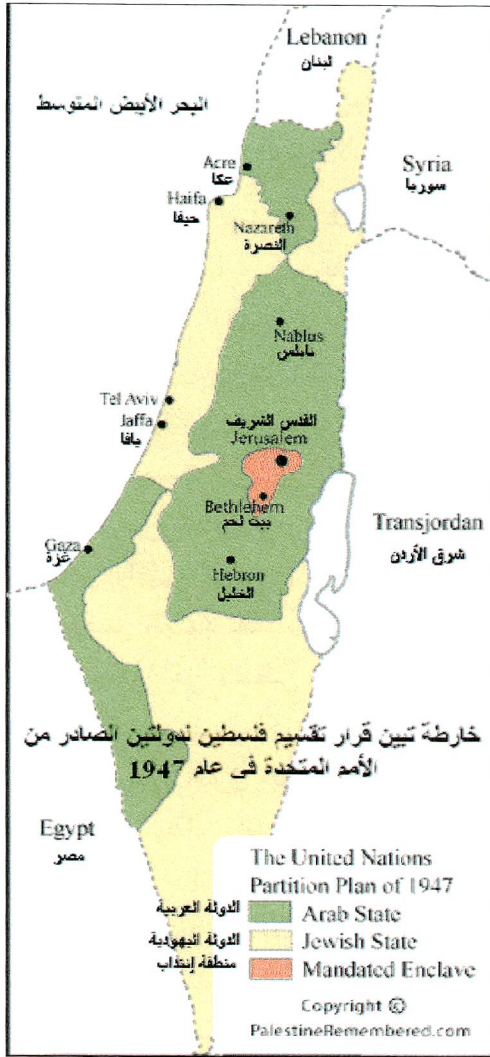 Lebanon
لبنان
البحر الأبيض المتوسط
Acre
عكا
Syria
سوريا
Haifa
حيفا
Nazareth
النصرة
Nablus
نابلس
Tel Aviv
Jaffa
يافا
القدس الشريف
Jerusalem
Bethlehem
بيت لحم
Transjordan
شرق الأردن
Gaza
غزة
Hebron
الخليل
خارطة تبين قرار تقسيم فلسطين لدولتين الصادر من
الأمم المتحدة في عام 1947
Egypt
مصر
The United Nations
Partition Plan of 1947
الدولة العربية
Arab State
الدولة اليهودية
Jewish State
منطقة إنتداب
Mandated Enclave
Copyright ©
PalestineRemembered.com